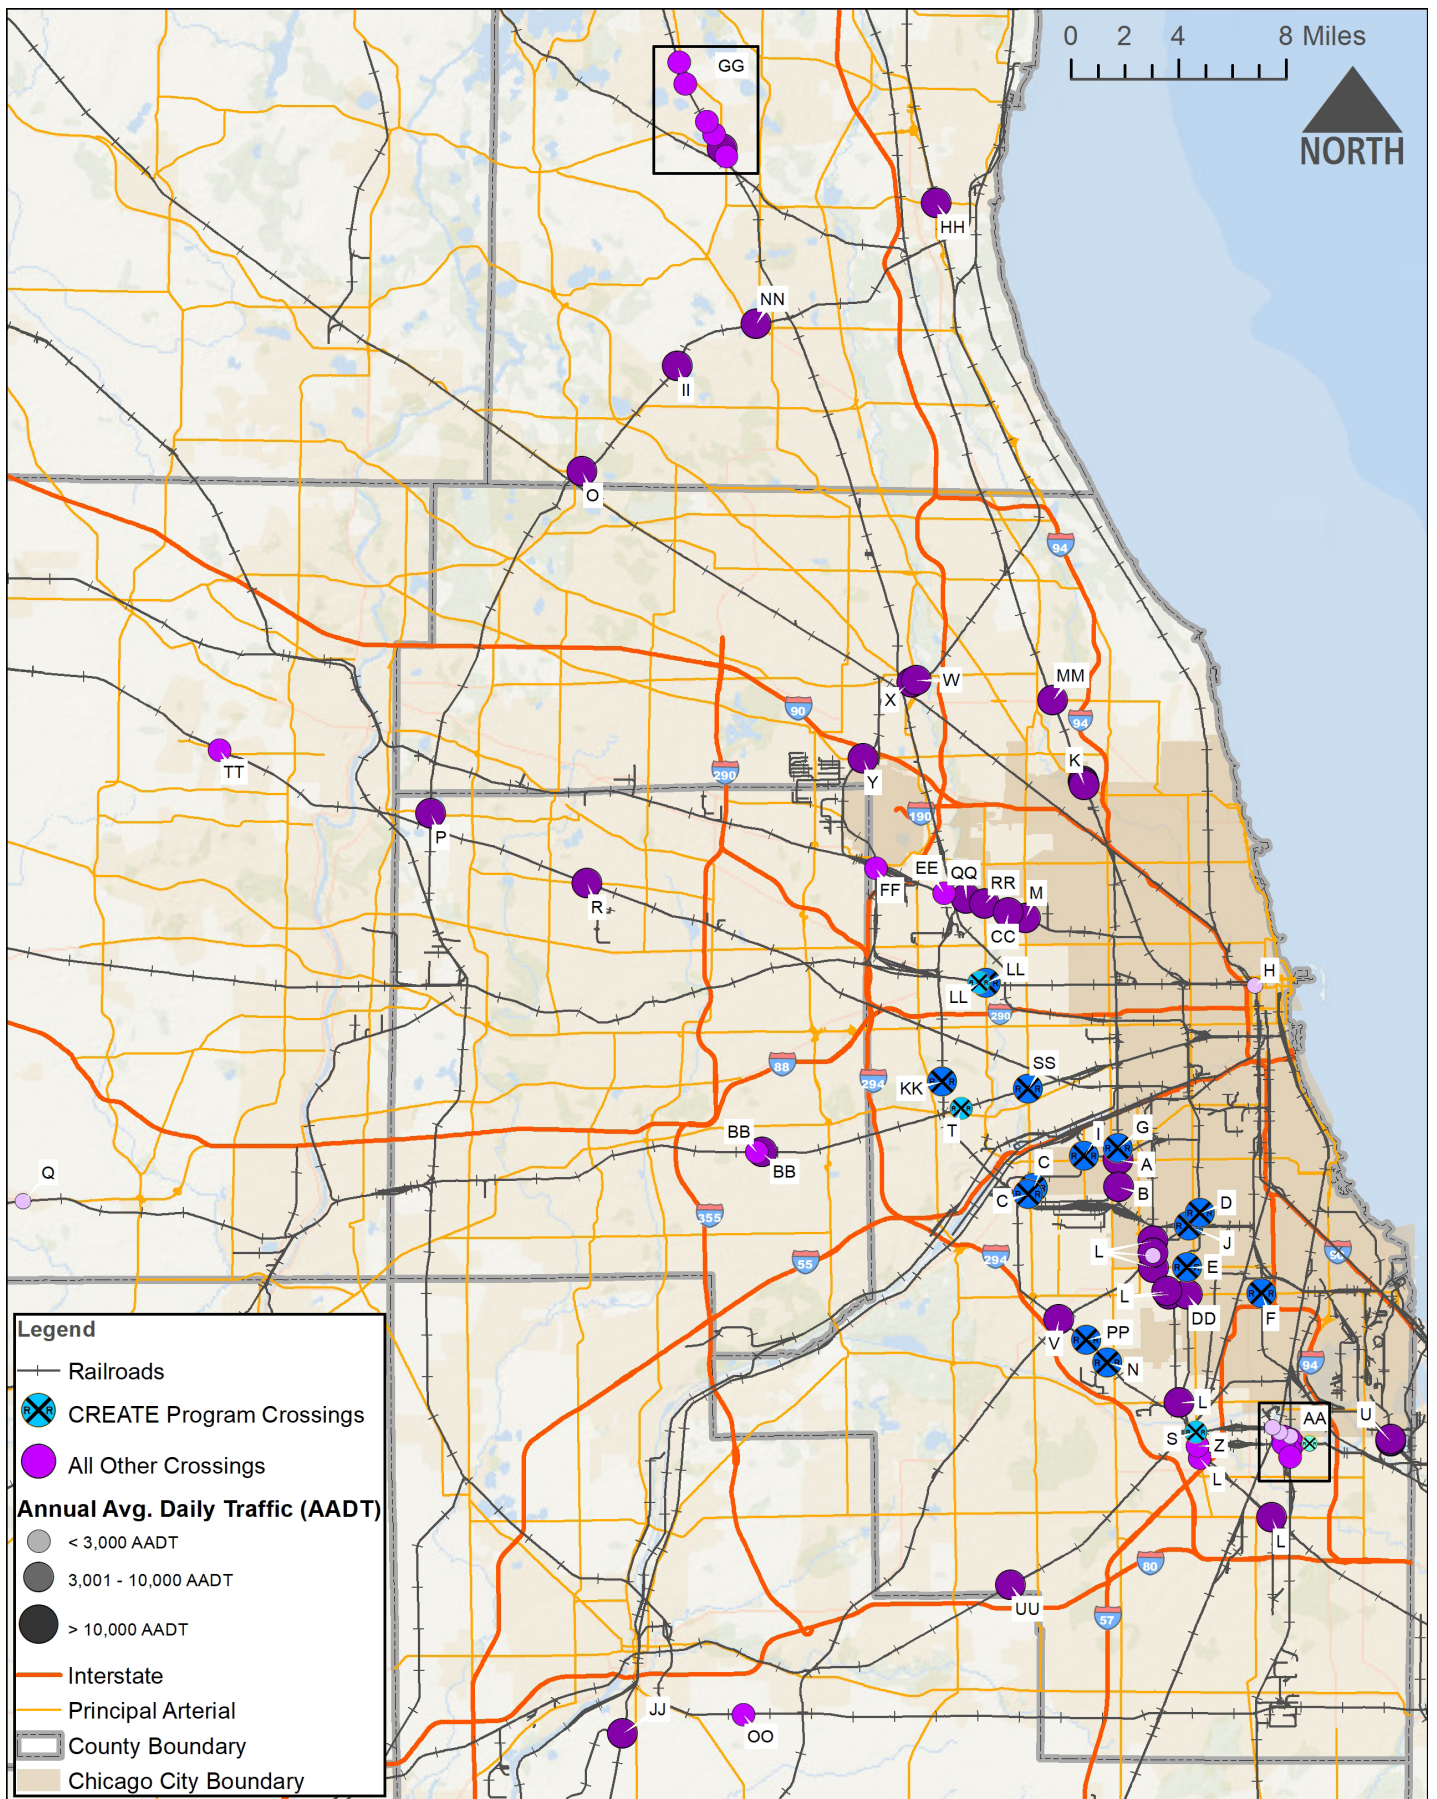 0 2 4 8 Miles
NORTH
GG
HH
NN
II
O
94
W
X
MM
94
90
K
TT
290
Y
190
P
EE
QQ
RR
M
FF
R
CC
LL
H
LL
290
SS
88
294
KK
T
BB
G
I
A
BB
C
Q
B
C
D
355
J
L
55
294
90
E
L
DD
F
V
PP
N
94
L
AA
U
S
Z
L
L
80
UU
57
JJ
OO
Legend
Railroads
R R
CREATE Program Crossings
All Other Crossings
Annual Avg. Daily Traffic (AADT)
< 3,000 AADT
3,001 - 10,000 AADT
> 10,000 AADT
Interstate
Principal Arterial
County Boundary
Chicago City Boundary